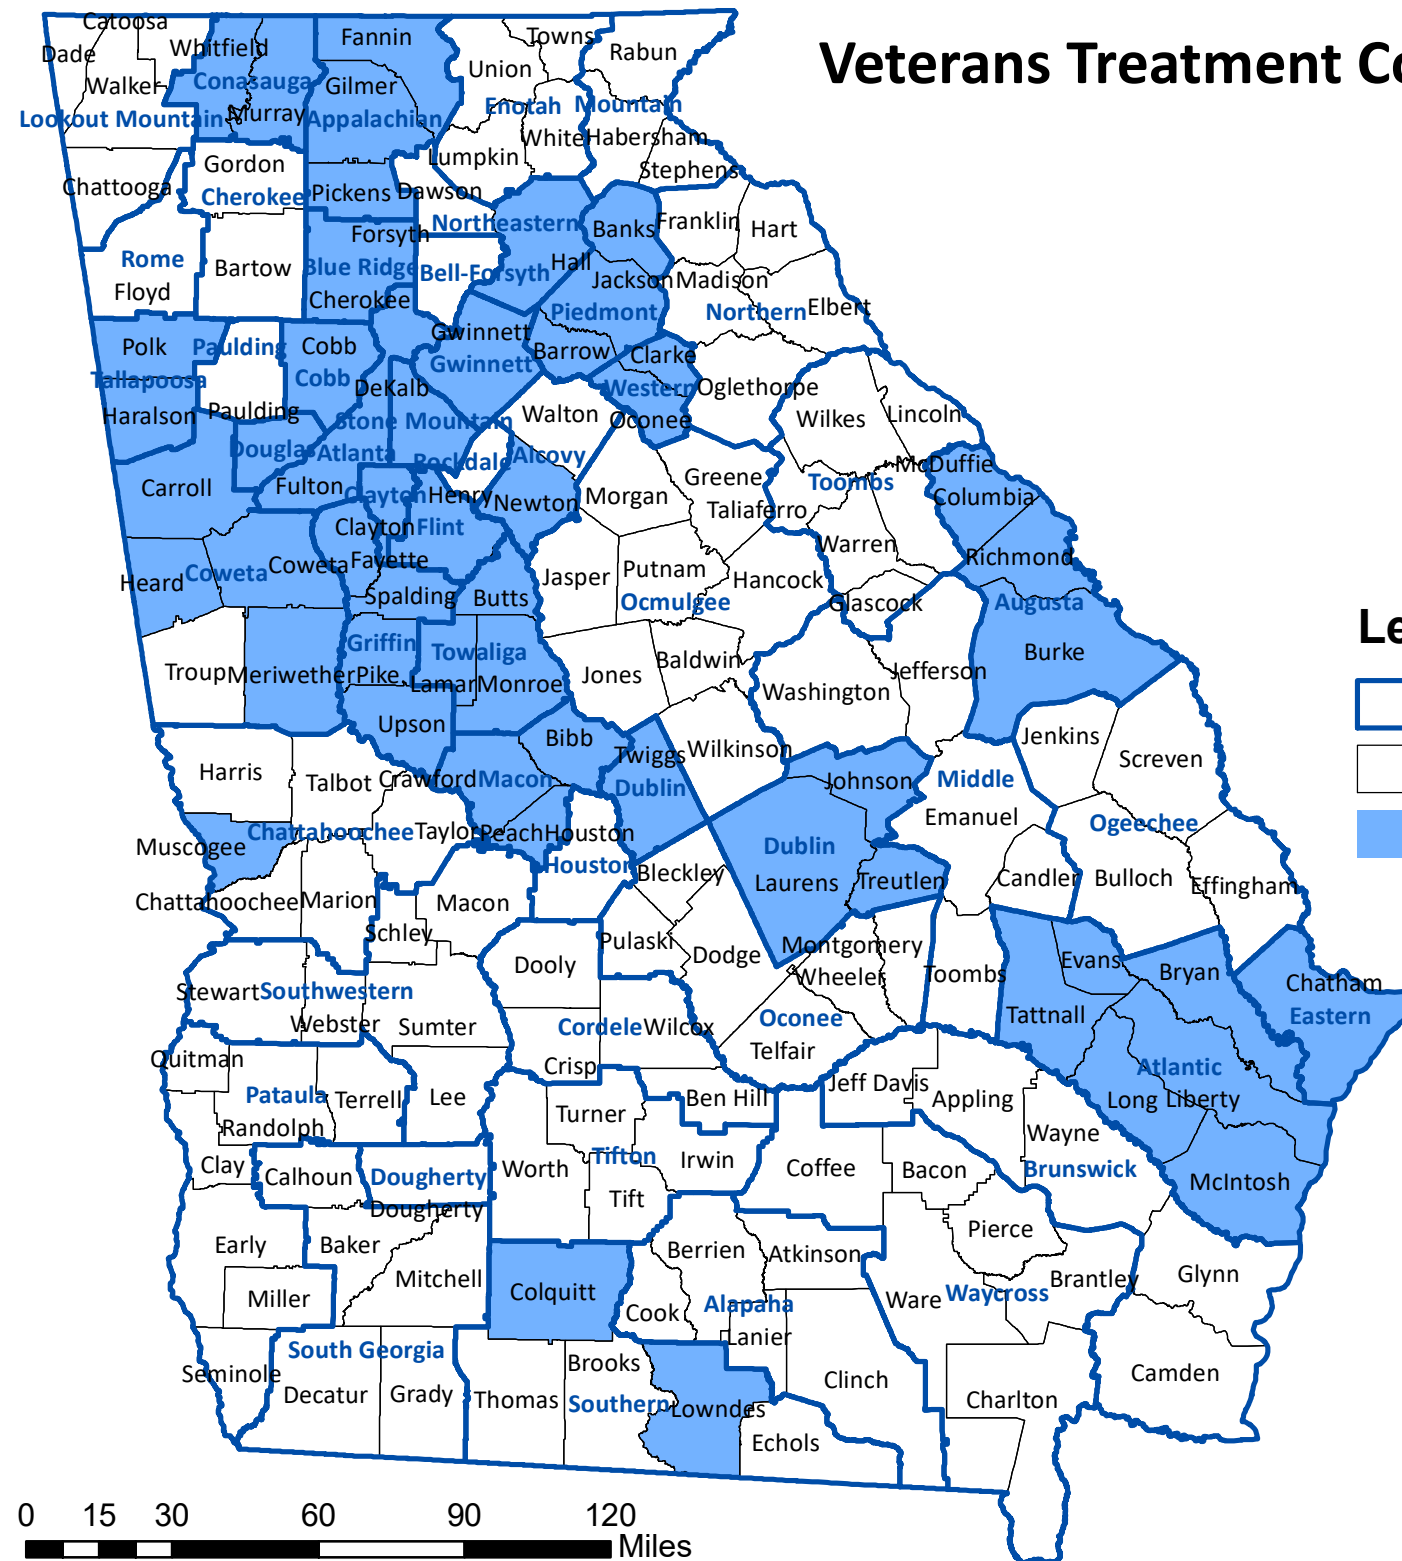 Veterans Treatment Co
Catoosa
Dade
Whitfield
Walker
Conasauga
Lookout Mountain
Murray
Fannin
Gilmer
Appalachian
Union
Towns
Rabun
Enotah
Mountain
White
Habersham
Lumpkin
Stephens
Chattooga
Gordon
Cherokee
Pickens
Dawson
Northeastern
Forsyth
Banks
Franklin
Hart
Rome
Floyd
Bartow
Blue Ridge
Cherokee
Bell-Forsyth
Hall
Jackson
Madison
Piedmont
Northern
Elbert
Polk
Paulding
Cobb
Cobb
Gwinnett
Gwinnett
Barrow
Clarke
Tallapoosa
DeKalb
Western
Oglethorpe
Haralson
Paulding
Stone Mountain
Walton
Oconee
Wilkes
Lincoln
Douglas
Atlanta
Rockdale
Alcovy
McDuffie
Carroll
Fulton
Clayton
Henry
Newton
Morgan
Greene
Taliaferro
Toombs
Columbia
Clayton
Flint
Warren
Richmond
Heard
Coweta
Coweta
Fayette
Jasper
Putnam
Hancock
Spalding
Butts
Ocmulgee
Glascock
Augusta
Le
Griffin
Towaliga
Burke
Troup
Meriwether
Pike
Lamar
Monroe
Jones
Baldwin
Washington
Jefferson
Upson
Bibb
Twiggs
Wilkinson
Jenkins
Screven
Harris
Talbot
Crawford
Macon
Dublin
Johnson
Middle
Muscogee
Chattahoochee
Taylor
Peach
Houston
Houston
Dublin
Emanuel
Ogeechee
Bleckley
Laurens
Treutlen
Candler
Bulloch
Effingham
Chattahoochee
Marion
Macon
Schley
Pulaski
Dodge
Montgomery
Wheeler
Toombs
Evans
Bryan
Chatham
Eastern
Dooly
Stewart
Southwestern
Webster
Sumter
Cordele
Wilcox
Oconee
Telfair
Tattnall
Quitman
Crisp
Atlantic
Pataula
Terrell
Lee
Randolph
Turner
Ben Hill
Jeff Davis
Appling
Long
Liberty
Wayne
Clay
Calhoun
Dougherty
Dougherty
Worth
Tifton
Irwin
Tift
Coffee
Bacon
Brunswick
McIntosh
Early
Baker
Mitchell
Berrien
Atkinson
Pierce
Miller
Colquitt
Cook
Alapaha
Lanier
Ware
Waycross
Brantley
Glynn
South Georgia
Seminole
Decatur
Grady
Thomas
Brooks
Southern
Lowndes
Clinch
Echols
Charlton
Camden
0 15 30 60 90 120
Miles